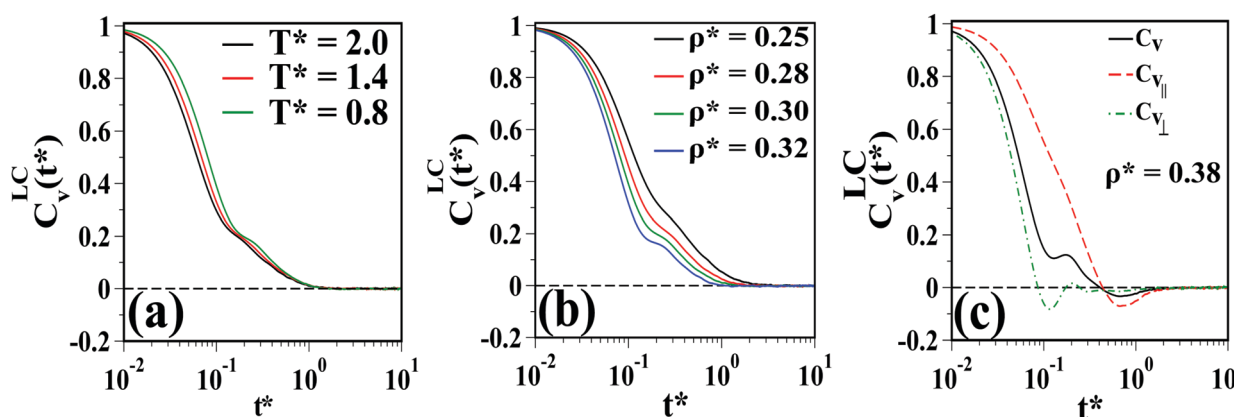 1
0.8
0.6
0.4
0.2
0
-0.2
C_v^LC(t*)
T* = 2.0
T* = 1.4
T* = 0.8
(a)
10^-2
10^-1
10^0
10^1
t*
1
0.8
0.6
0.4
0.2
0
-0.2
C_v^LC(t*)
ρ* = 0.25
ρ* = 0.28
ρ* = 0.30
ρ* = 0.32
(b)
10^-2
10^-1
10^0
10^1
t*
1
0.8
0.6
0.4
0.2
0
-0.2
C_v^LC(t*)
C_v
C_v∥
C_v⊥
ρ* = 0.38
(c)
10^-2
10^-1
10^0
10^1
t*